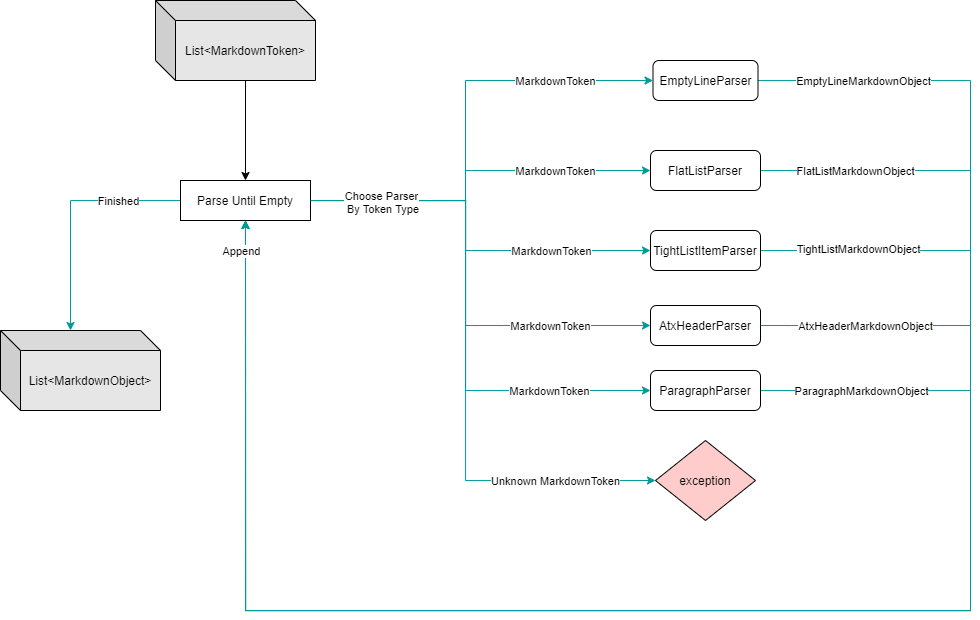 List<MarkdownToken>
MarkdownToken
EmptyLineParser
EmptyLineMarkdownObject
MarkdownToken
FlatListParser
FlatListMarkdownObject
Finished
Parse Until Empty
Choose Parser
By Token Type
Append
MarkdownToken
TightListItemParser
TightListMarkdownObject
MarkdownToken
AtxHeaderParser
AtxHeaderMarkdownObject
List<MarkdownObject>
MarkdownToken
ParagraphParser
ParagraphMarkdownObject
Unknown MarkdownToken
exception